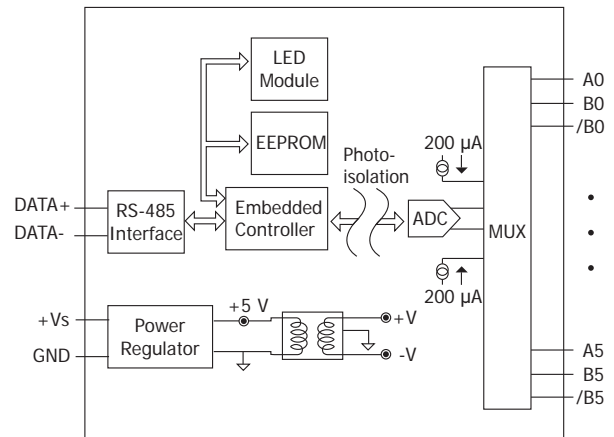 LED
Module
EEPROM
Photo-
isolation
200 µA
A0
B0
/B0
DATA+
DATA-
RS-485
Interface
Embedded
Controller
ADC
MUX
200 µA
+Vs
GND
Power
Regulator
+5 V
+V
-V
A5
B5
/B5